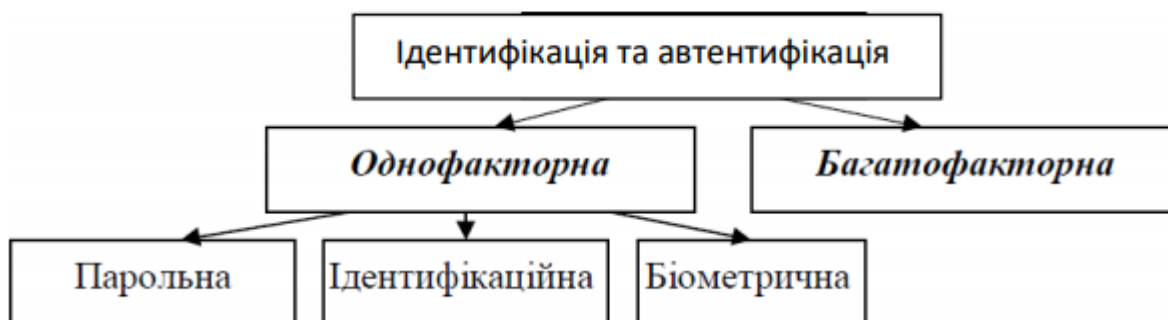 Ідентифікація та автентифікація
Однофакторна
Багатофакторна
Парольна
Ідентифікаційна
Біометрична